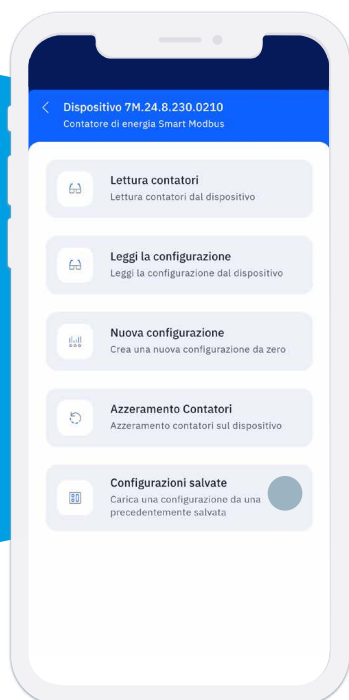 Dispositivo 7M.24.8.230.0210
Contatore di energia Smart Modbus
Lettura contatori
Lettura contatori dal dispositivo
Leggi la configurazione
Leggi la configurazione dal dispositivo
Nuova configurazione
Crea una nuova configurazione da zero
Azzeramento Contatori
Azzeramento contatori sul dispositivo
Configurazioni salvate
Carica una configurazione da una
precedentemente salvata